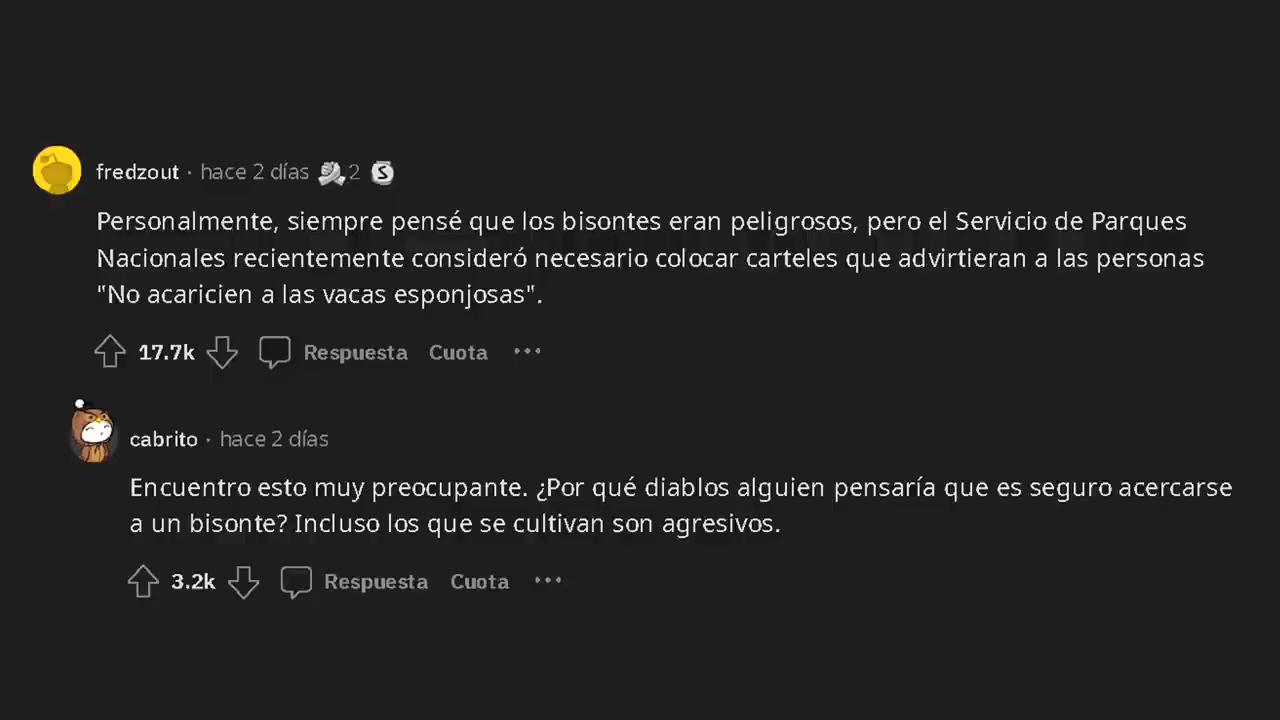 fredzout · hace 2 días 2 S
Personalmente, siempre pensé que los bisontes eran peligrosos, pero el Servicio de Parques
Nacionales recientemente consideró necesario colocar carteles que advirtieran a las personas
"No acaricien a las vacas esponjosas".
17.7k Respuesta Cuota ···
cabrito · hace 2 días
Encuentro esto muy preocupante. ¿Por qué diablos alguien pensaría que es seguro acercarse
a un bisonte? Incluso los que se cultivan son agresivos.
3.2k Respuesta Cuota ···